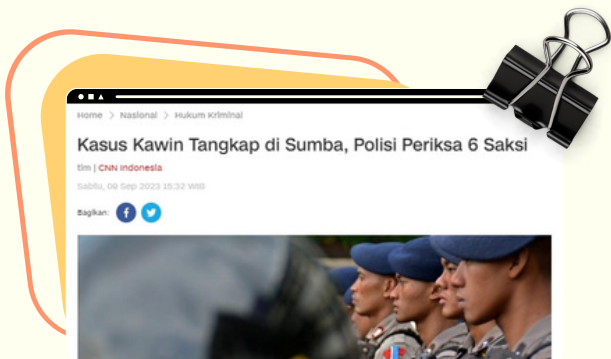 Home > Nasional > Hukum Kriminal
Kasus Kawin Tangkap di Sumba, Polisi Periksa 6 Saksi
tim | CNN Indonesia
Sabtu, 09 Sep 2023 15:32 WIB
Bagikan: